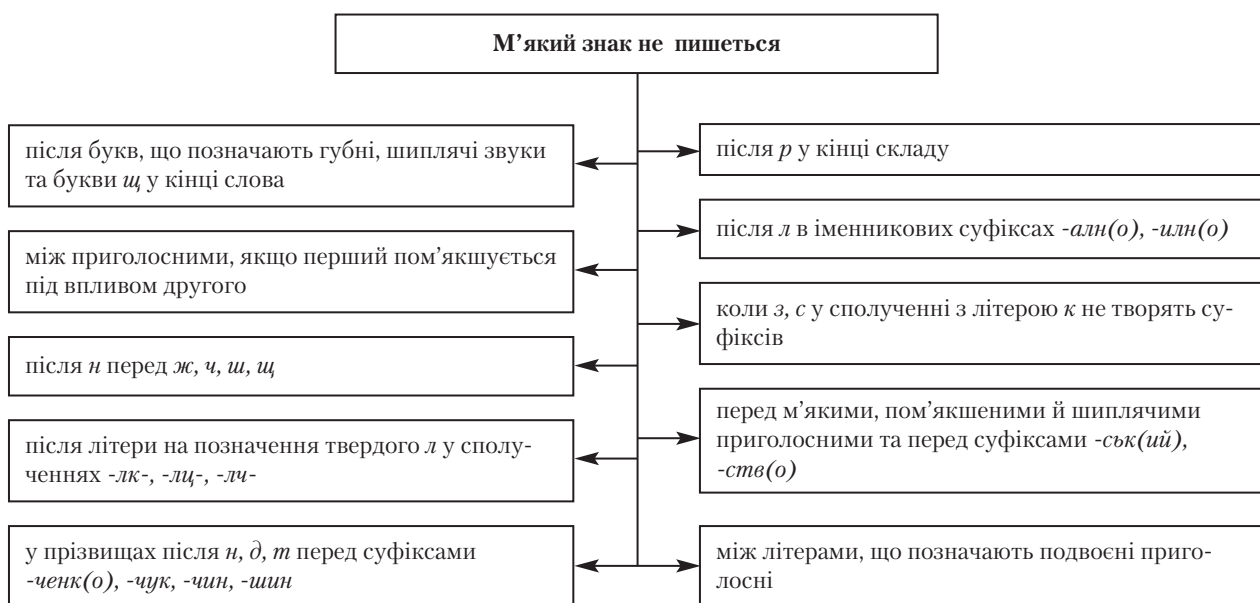 М’який знак не пишеться
після букв, що позначають губні, шиплячі звуки
та букви щ у кінці слова
між приголосними, якщо перший пом’якшується
під впливом другого
після н перед ж, ч, ш, щ
після літери на позначення твердого л у сполу-
ченнях -лк-, -лц-, -лч-
у прізвищах після н, д, т перед суфіксами
-ченк(о), -чук, -чин, -шин
після р у кінці складу
після л в іменникових суфіксах -алн(о), -илн(о)
коли з, с у сполученні з літерою к не творять су-
фіксів
перед м’якими, пом’якшеними й шиплячими
приголосними та перед суфіксами -ськ(ий),
-ств(о)
між літерами, що позначають подвоєні приго-
лосні